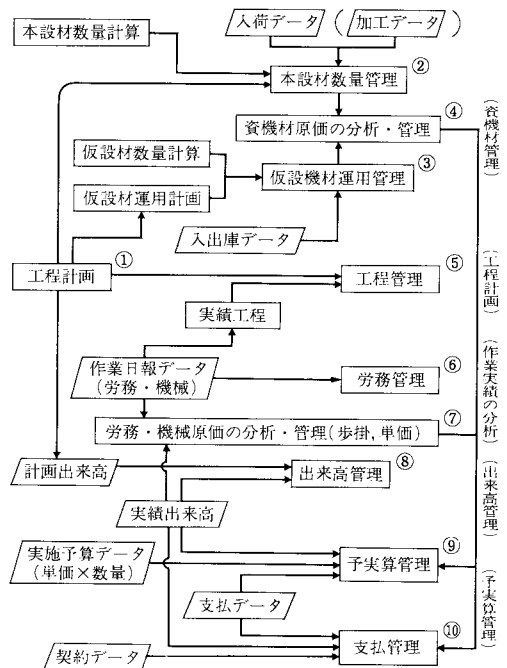 入荷データ
(加工データ)
本設材数量計算
②
本設材数量管理
④
資機材原価の分析・管理
仮設材数量計算
③
仮設機材運用管理
仮設材運用計画
入出庫データ
①
工程計画
⑤
工程管理
実績工程
作業日報データ
(労務・機械)
⑥
労務管理
⑦
労務・機械原価の分析・管理(歩掛,単価)
計画出来高
⑧
出来高管理
実績出来高
実施予算データ
(単価×数量)
⑨
予実算管理
支払データ
⑩
支払管理
契約データ
(資機材管理)
(工程計画)
(作業実績の分析)
(出来高管理)
(予実算管理)